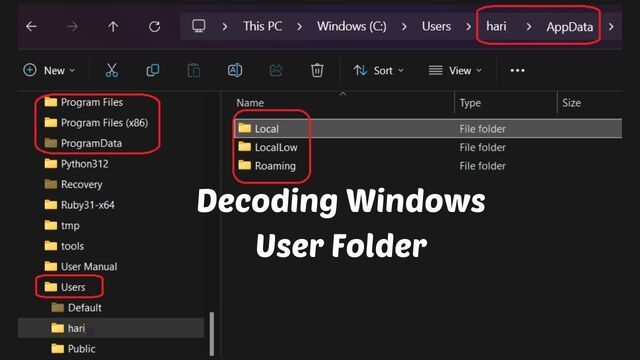 This PC > Windows (C:) > Users > hari > AppData >
New Sort View •••
Name Type Size
Program Files
Program Files (x86)
ProgramData
Python312
Recovery
Ruby31-x64
tmp
tools
User Manual
Users
Default
hari
Public
Local File folder
LocalLow File folder
Roaming File folder
Decoding Windows
User Folder